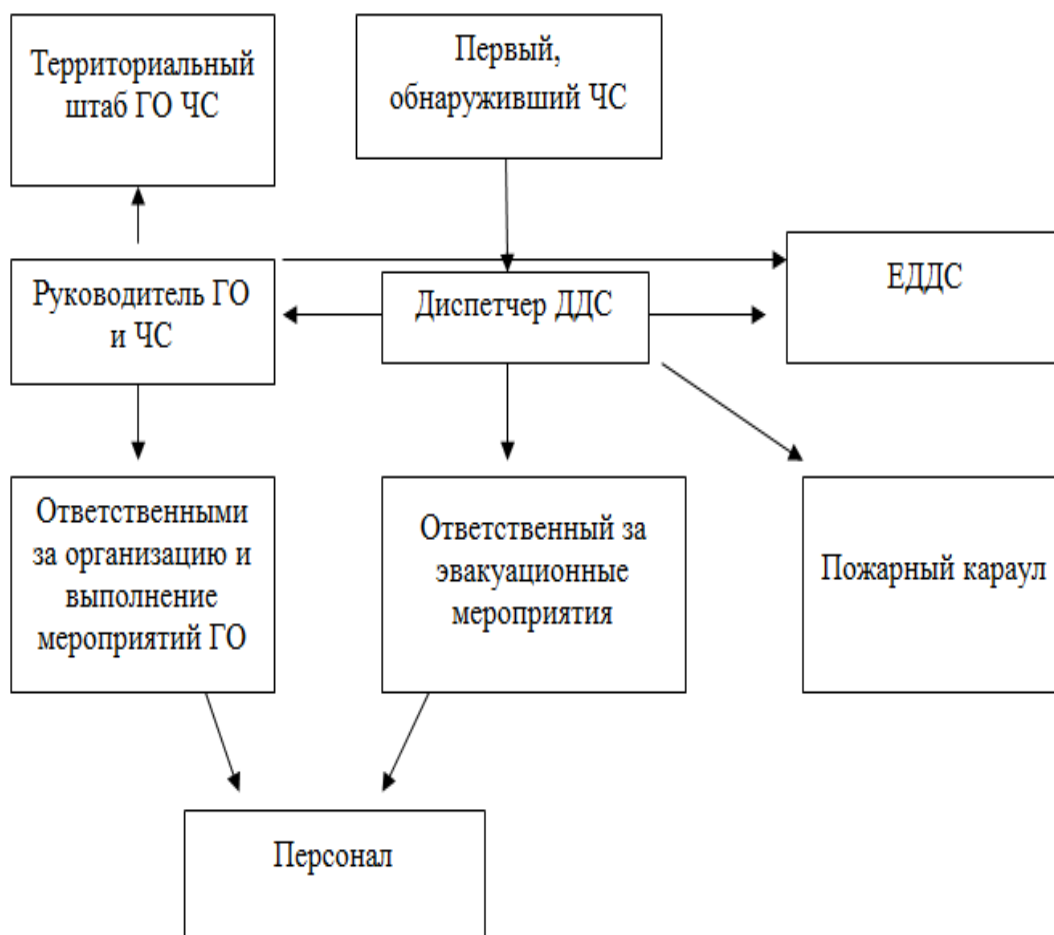 Территориальный
штаб ГО ЧС
Первый,
обнаруживший ЧС
Руководитель ГО
и ЧС
Диспетчер ДДС
ЕДДС
Ответственными
за организацию и
выполнение
мероприятий ГО
Ответственный за
эвакуационные
мероприятия
Пожарный караул
Персонал